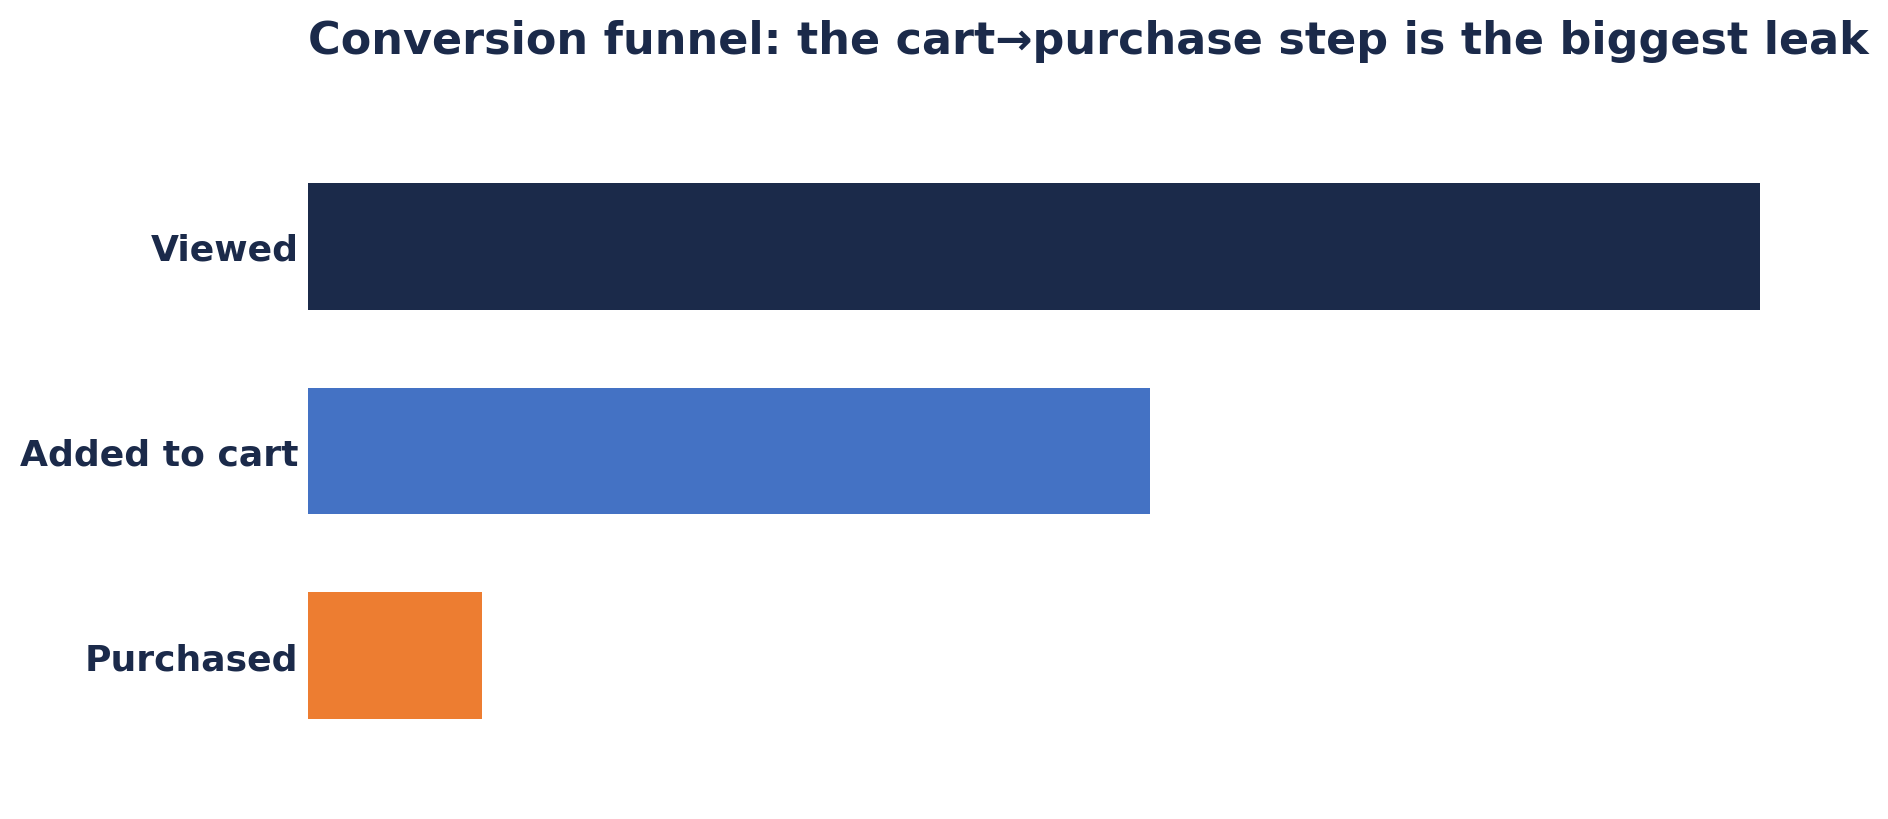 Conversion funnel: the cart→purchase step is the biggest leak
Viewed
Added to cart
Purchased